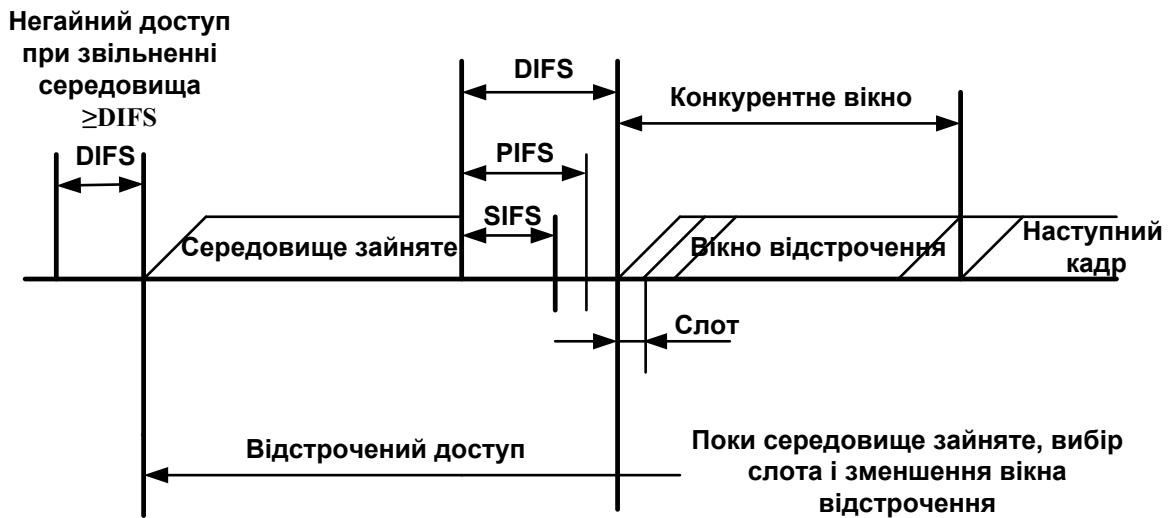 Негайний доступ
при звільненні
середовища
≥DIFS
DIFS
DIFS
Конкурентне вікно
PIFS
SIFS
Середовище зайняте
Вікно відстрочення
Наступний
кадр
Слот
Відстрочений доступ
Поки середовище зайняте, вибір
слота і зменшення вікна
відстрочення